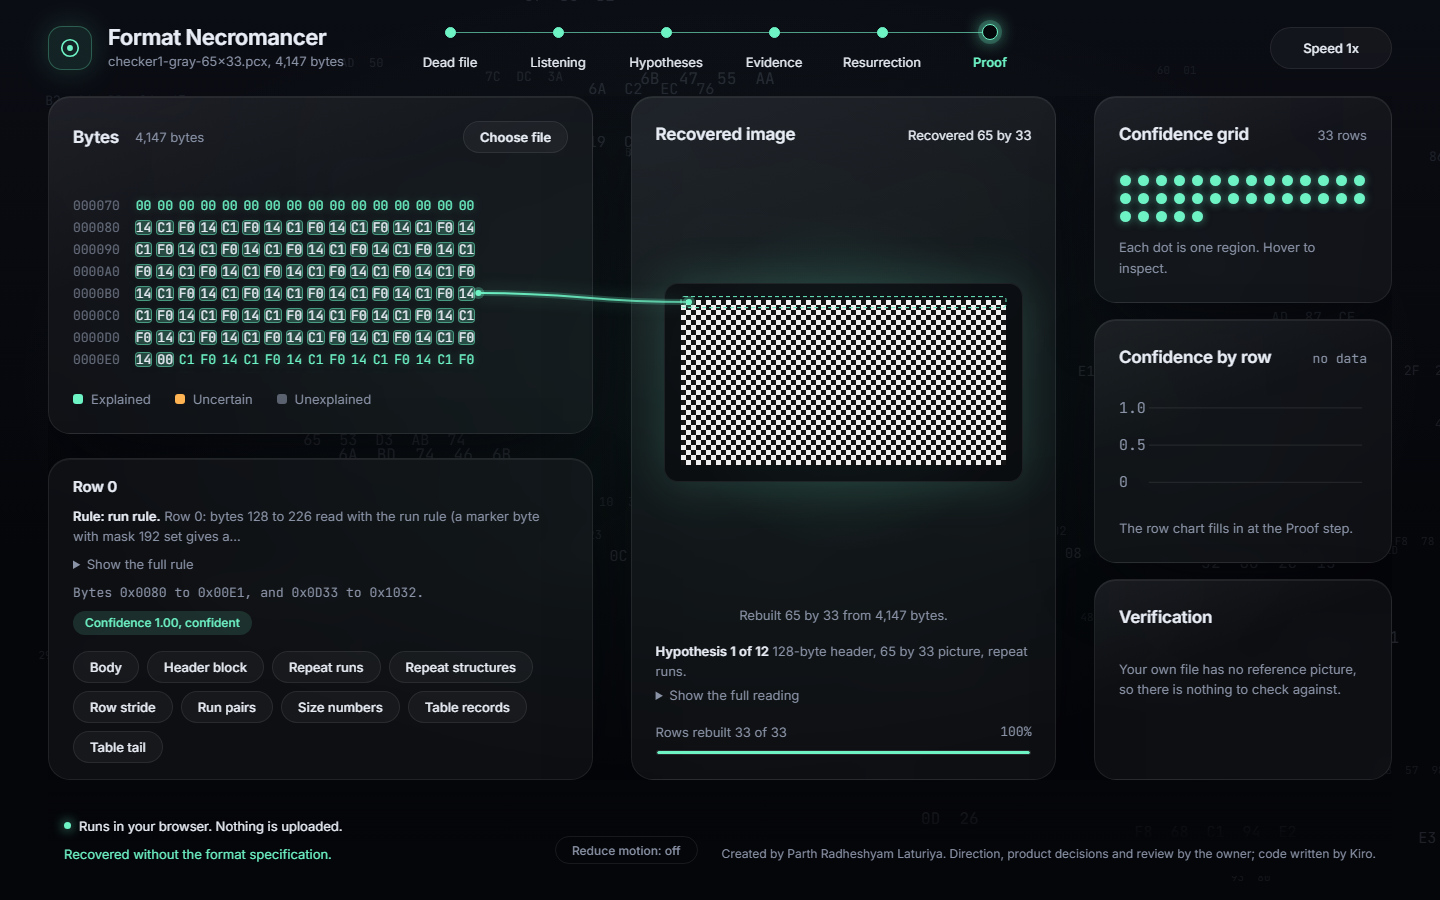 Format Necromancer
checker1-gray-65×33.pcx, 4,147 bytes
Dead file
Listening
Hypotheses
Evidence
Resurrection
Proof
Speed 1x
Bytes
4,147 bytes
Choose file
000070 00 00 00 00 00 00 00 00 00 00 00 00 00 00 00 00
000080 14 C1 F0 14 C1 F0 14 C1 F0 14 C1 F0 14 C1 F0 14
000090 C1 F0 14 C1 F0 14 C1 F0 14 C1 F0 14 C1 F0 14 C1
0000A0 F0 14 C1 F0 14 C1 F0 14 C1 F0 14 C1 F0 14 C1 F0
0000B0 14 C1 F0 14 C1 F0 14 C1 F0 14 C1 F0 14 C1 F0 14
0000C0 C1 F0 14 C1 F0 14 C1 F0 14 C1 F0 14 C1 F0 14 C1
0000D0 F0 14 C1 F0 14 C1 F0 14 C1 F0 14 C1 F0 14 C1 F0
0000E0 14 00 C1 F0 14 C1 F0 14 C1 F0 14 C1 F0 14 C1 F0
Explained
Uncertain
Unexplained
Row 0
Rule: run rule. Row 0: bytes 128 to 226 read with the run rule (a marker byte
with mask 192 set gives a...
Show the full rule
Bytes 0x0080 to 0x00E1, and 0x0D33 to 0x1032.
Confidence 1.00, confident
Body
Header block
Repeat runs
Repeat structures
Row stride
Run pairs
Size numbers
Table records
Table tail
Recovered image
Recovered 65 by 33
Rebuilt 65 by 33 from 4,147 bytes.
Hypothesis 1 of 12 128-byte header, 65 by 33 picture, repeat
runs.
Show the full reading
Rows rebuilt 33 of 33
100%
Confidence grid
33 rows
Each dot is one region. Hover to
inspect.
Confidence by row
no data
1.0
0.5
0
The row chart fills in at the Proof step.
Verification
Your own file has no reference picture,
so there is nothing to check against.
Runs in your browser. Nothing is uploaded.
Recovered without the format specification.
Reduce motion: off
Created by Parth Radheshyam Laturiya. Direction, product decisions and review by the owner; code written by Kiro.